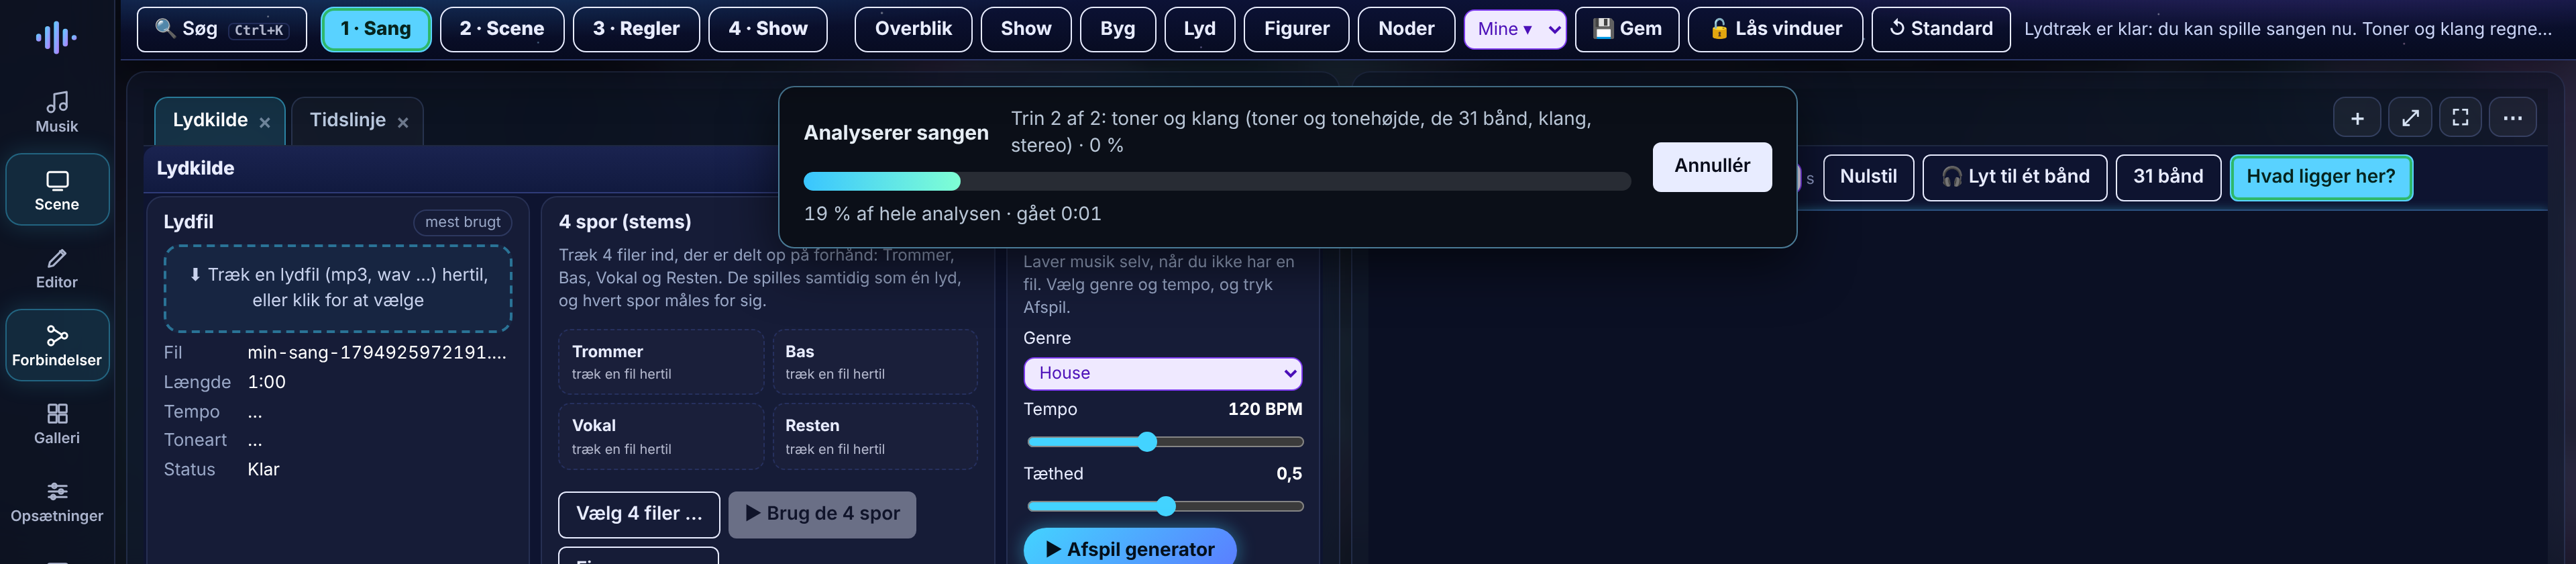 🔍 Søg Ctrl+K
1 · Sang
2 · Scene
3 · Regler
4 · Show
Overblik
Show
Byg
Lyd
Figurer
Noder
Mine ▾
💾 Gem
🔓 Lås vinduer
↺ Standard
Lydtræk er klar: du kan spille sangen nu. Toner og klang regne...
Musik
Scene
Editor
Forbindelser
Galleri
Opsætninger
Lydkilde ×
Tidslinje ×
Lydkilde
Analyserer sangen
Trin 2 af 2: toner og klang (toner og tonehøjde, de 31 bånd, klang,
stereo) · 0 %
19 % af hele analysen · gået 0:01
Annullér
s
Nulstil
🎧 Lyt til ét bånd
31 bånd
Hvad ligger her?
Lydfil
mest brugt
⬇ Træk en lydfil (mp3, wav ...) hertil,
eller klik for at vælge
Fil min-sang-1794925972191....
Længde 1:00
Tempo ...
Toneart ...
Status Klar
4 spor (stems)
Træk 4 filer ind, der er delt op på forhånd: Trommer,
Bas, Vokal og Resten. De spilles samtidig som én lyd,
og hvert spor måles for sig.
Trommer
træk en fil hertil
Bas
træk en fil hertil
Vokal
træk en fil hertil
Resten
træk en fil hertil
Vælg 4 filer ...
▶ Brug de 4 spor
Laver musik selv, når du ikke har en
fil. Vælg genre og tempo, og tryk
Afspil.
Genre
House
Tempo 120 BPM
Tæthed 0,5
▶ Afspil generator